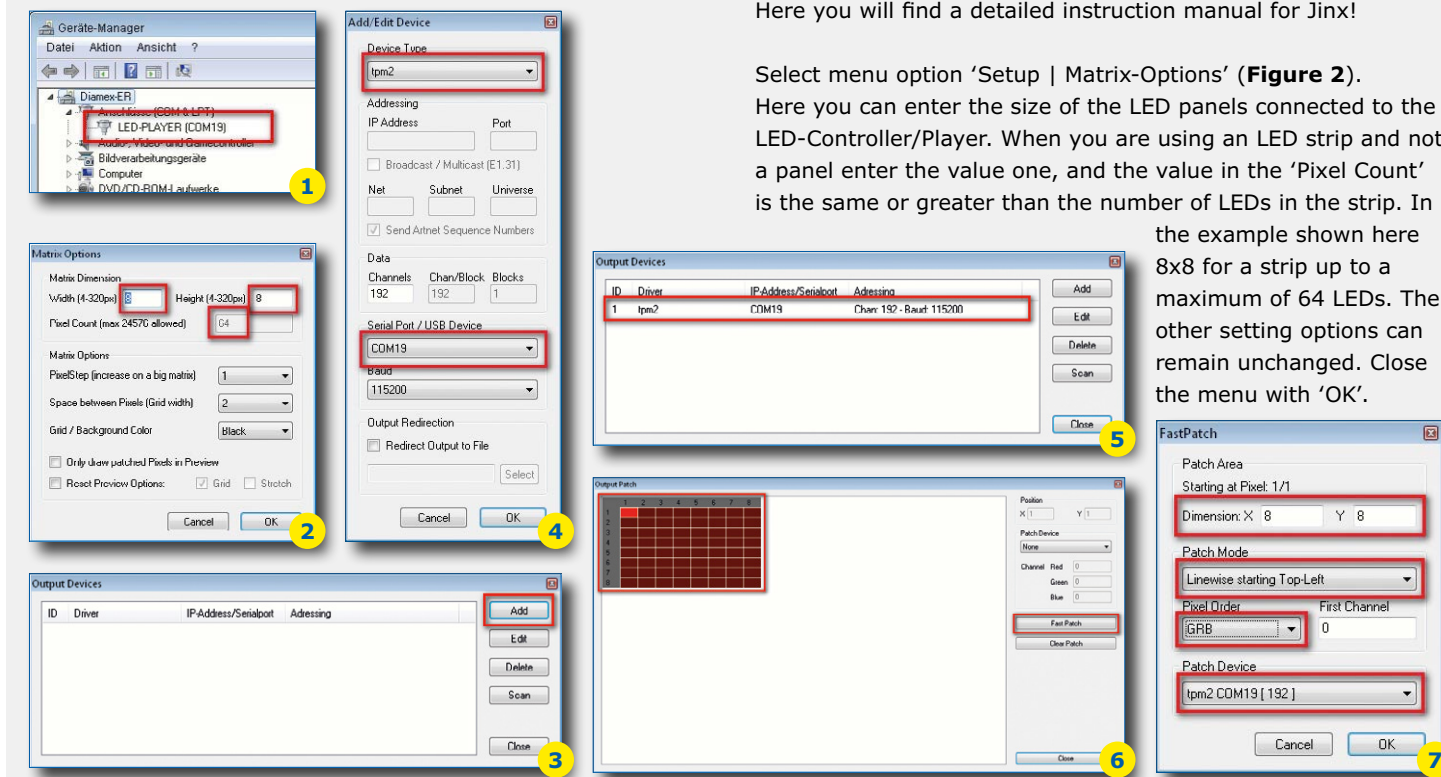 Here you will find a detailed instruction manual for Jinx!
Select menu option ‘Setup | Matrix-Options’ (Figure 2).
Here you can enter the size of the LED panels connected to the
LED-Controller/Player. When you are using an LED strip and not
a panel enter the value one, and the value in the ‘Pixel Count’
is the same or greater than the number of LEDs in the strip. In
the example shown here
8x8 for a strip up to a
maximum of 64 LEDs. The
other setting options can
remain unchanged. Close
the menu with ‘OK’.
Geräte-Manager
Datei Aktion Ansicht ?
Diamex-ER
Anschlüsse (COM & LPT)
LED-PLAYER (COM19)
Audio-, Video- und Gamecontroller
Bildverarbeitungsgeräte
Computer
DVD/CD-ROM-Laufwerke
1
Matrix Options
Matrix Dimension
Width (4-320px) 8 Height (4-320px) 8
Pixel Count (max 24576 allowed) 64
Matrix Options
PixelStep (increase on a big matrix) 1
Space between Pixels (Grid width) 2
Grid / Background Color Black
Only draw patched Pixels in Preview
Reset Preview Options: Grid Stretch
Cancel OK
2
Output Devices
ID Driver IP-Address/Serialport Adressing
Add
Edit
Delete
Scan
Close
3
Add/Edit Device
Device Type
tpm2
Addressing
IP Address Port
Broadcast / Multicast (E1.31)
Net Subnet Universe
Send Artnet Sequence Numbers
Data
Channels Chan/Block Blocks
192 192 1
Serial Port / USB Device
COM19
Baud
115200
Output Redirection
Redirect Output to File
Select
Cancel OK
4
Output Devices
ID Driver IP-Address/Serialport Adressing
1 tpm2 COM19 Chan: 192 - Baud: 115200
Add
Edit
Delete
Scan
Close
5
Output Patch
1 2 3 4 5 6 7 8
1
2
3
4
5
6
7
8
Position
X 1 Y 1
Patch Device
None
Channel Red 0
Green 0
Blue 0
Fast Patch
Clear Patch
Close
6
FastPatch
Patch Area
Starting at Pixel: 1/1
Dimension: X 8 Y 8
Patch Mode
Linewise starting Top-Left
Pixel Order First Channel
GRB 0
Patch Device
tpm2 COM19 [ 192 ]
Cancel OK
7